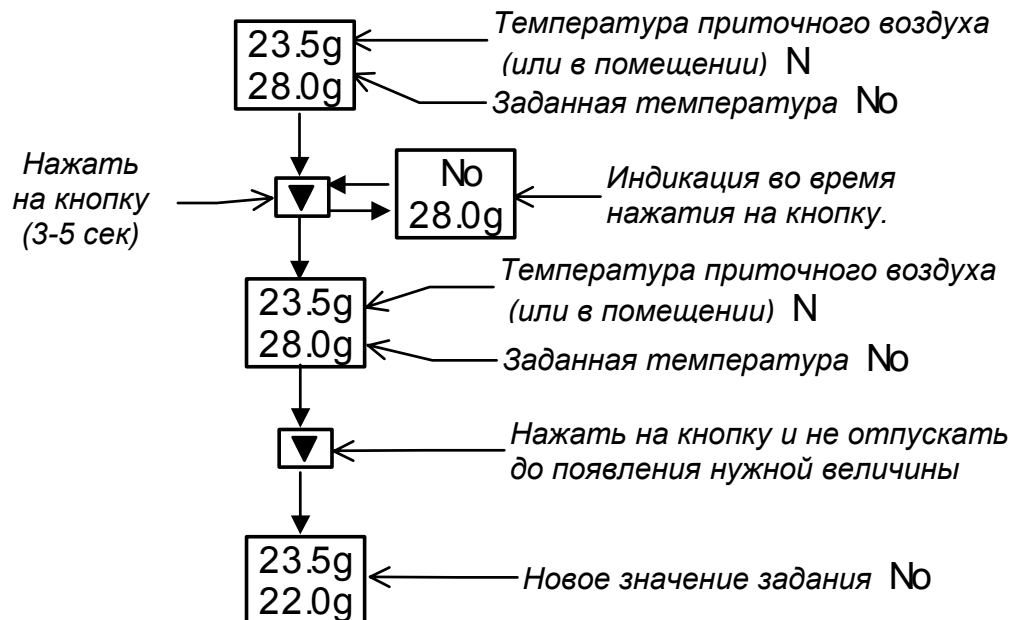 23.5g
28.0g
Температура приточного воздуха
(или в помещении) N
Заданная температура No
Нажать
на кнопку
(3-5 сек)
No
28.0g
Индикация во время
нажатия на кнопку.
23.5g
28.0g
Температура приточного воздуха
(или в помещении) N
Заданная температура No
Нажать на кнопку и не отпускать
до появления нужной величины
23.5g
22.0g
Новое значение задания No